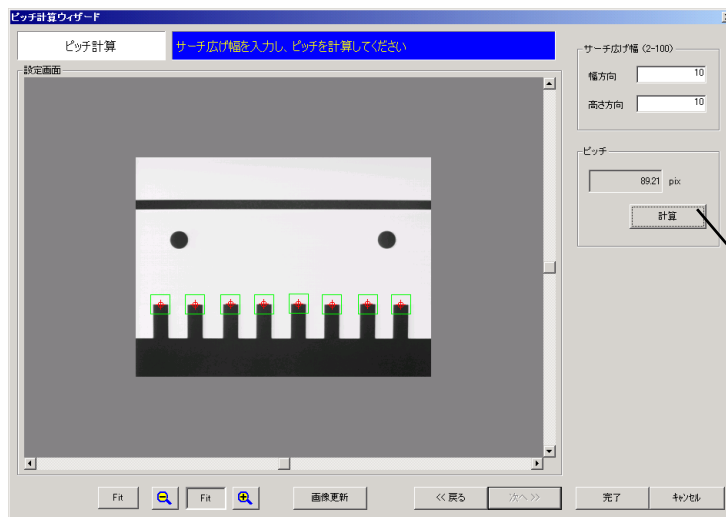 ピッチ計算ウィザード
ピッチ計算
サーチ広げ幅を入力し、ピッチを計算してください
設定画面
サーチ広げ幅 (2-100)
幅方向
10
高さ方向
10
ピッチ
89.21 pix
計算
Fit
Fit
画像更新
<< 戻る
次へ >>
完了
キャンセル